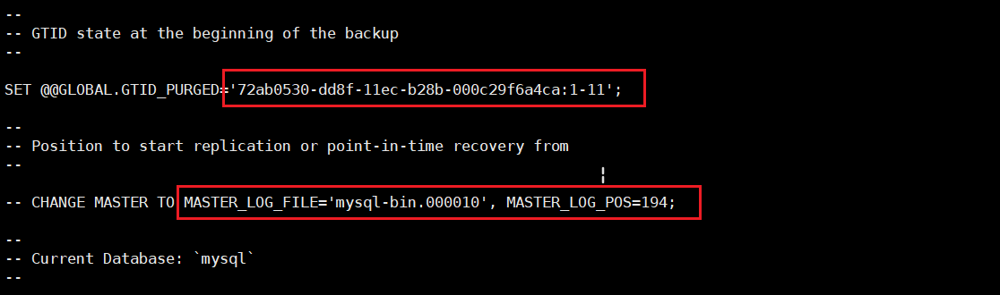 --
-- GTID state at the beginning of the backup
--
SET @@GLOBAL.GTID_PURGED='72ab0530-dd8f-11ec-b28b-000c29f6a4ca:1-11';
--
-- Position to start replication or point-in-time recovery from
--
-- CHANGE MASTER TO MASTER_LOG_FILE='mysql-bin.000010', MASTER_LOG_POS=194;
--
-- Current Database: `mysql`
--